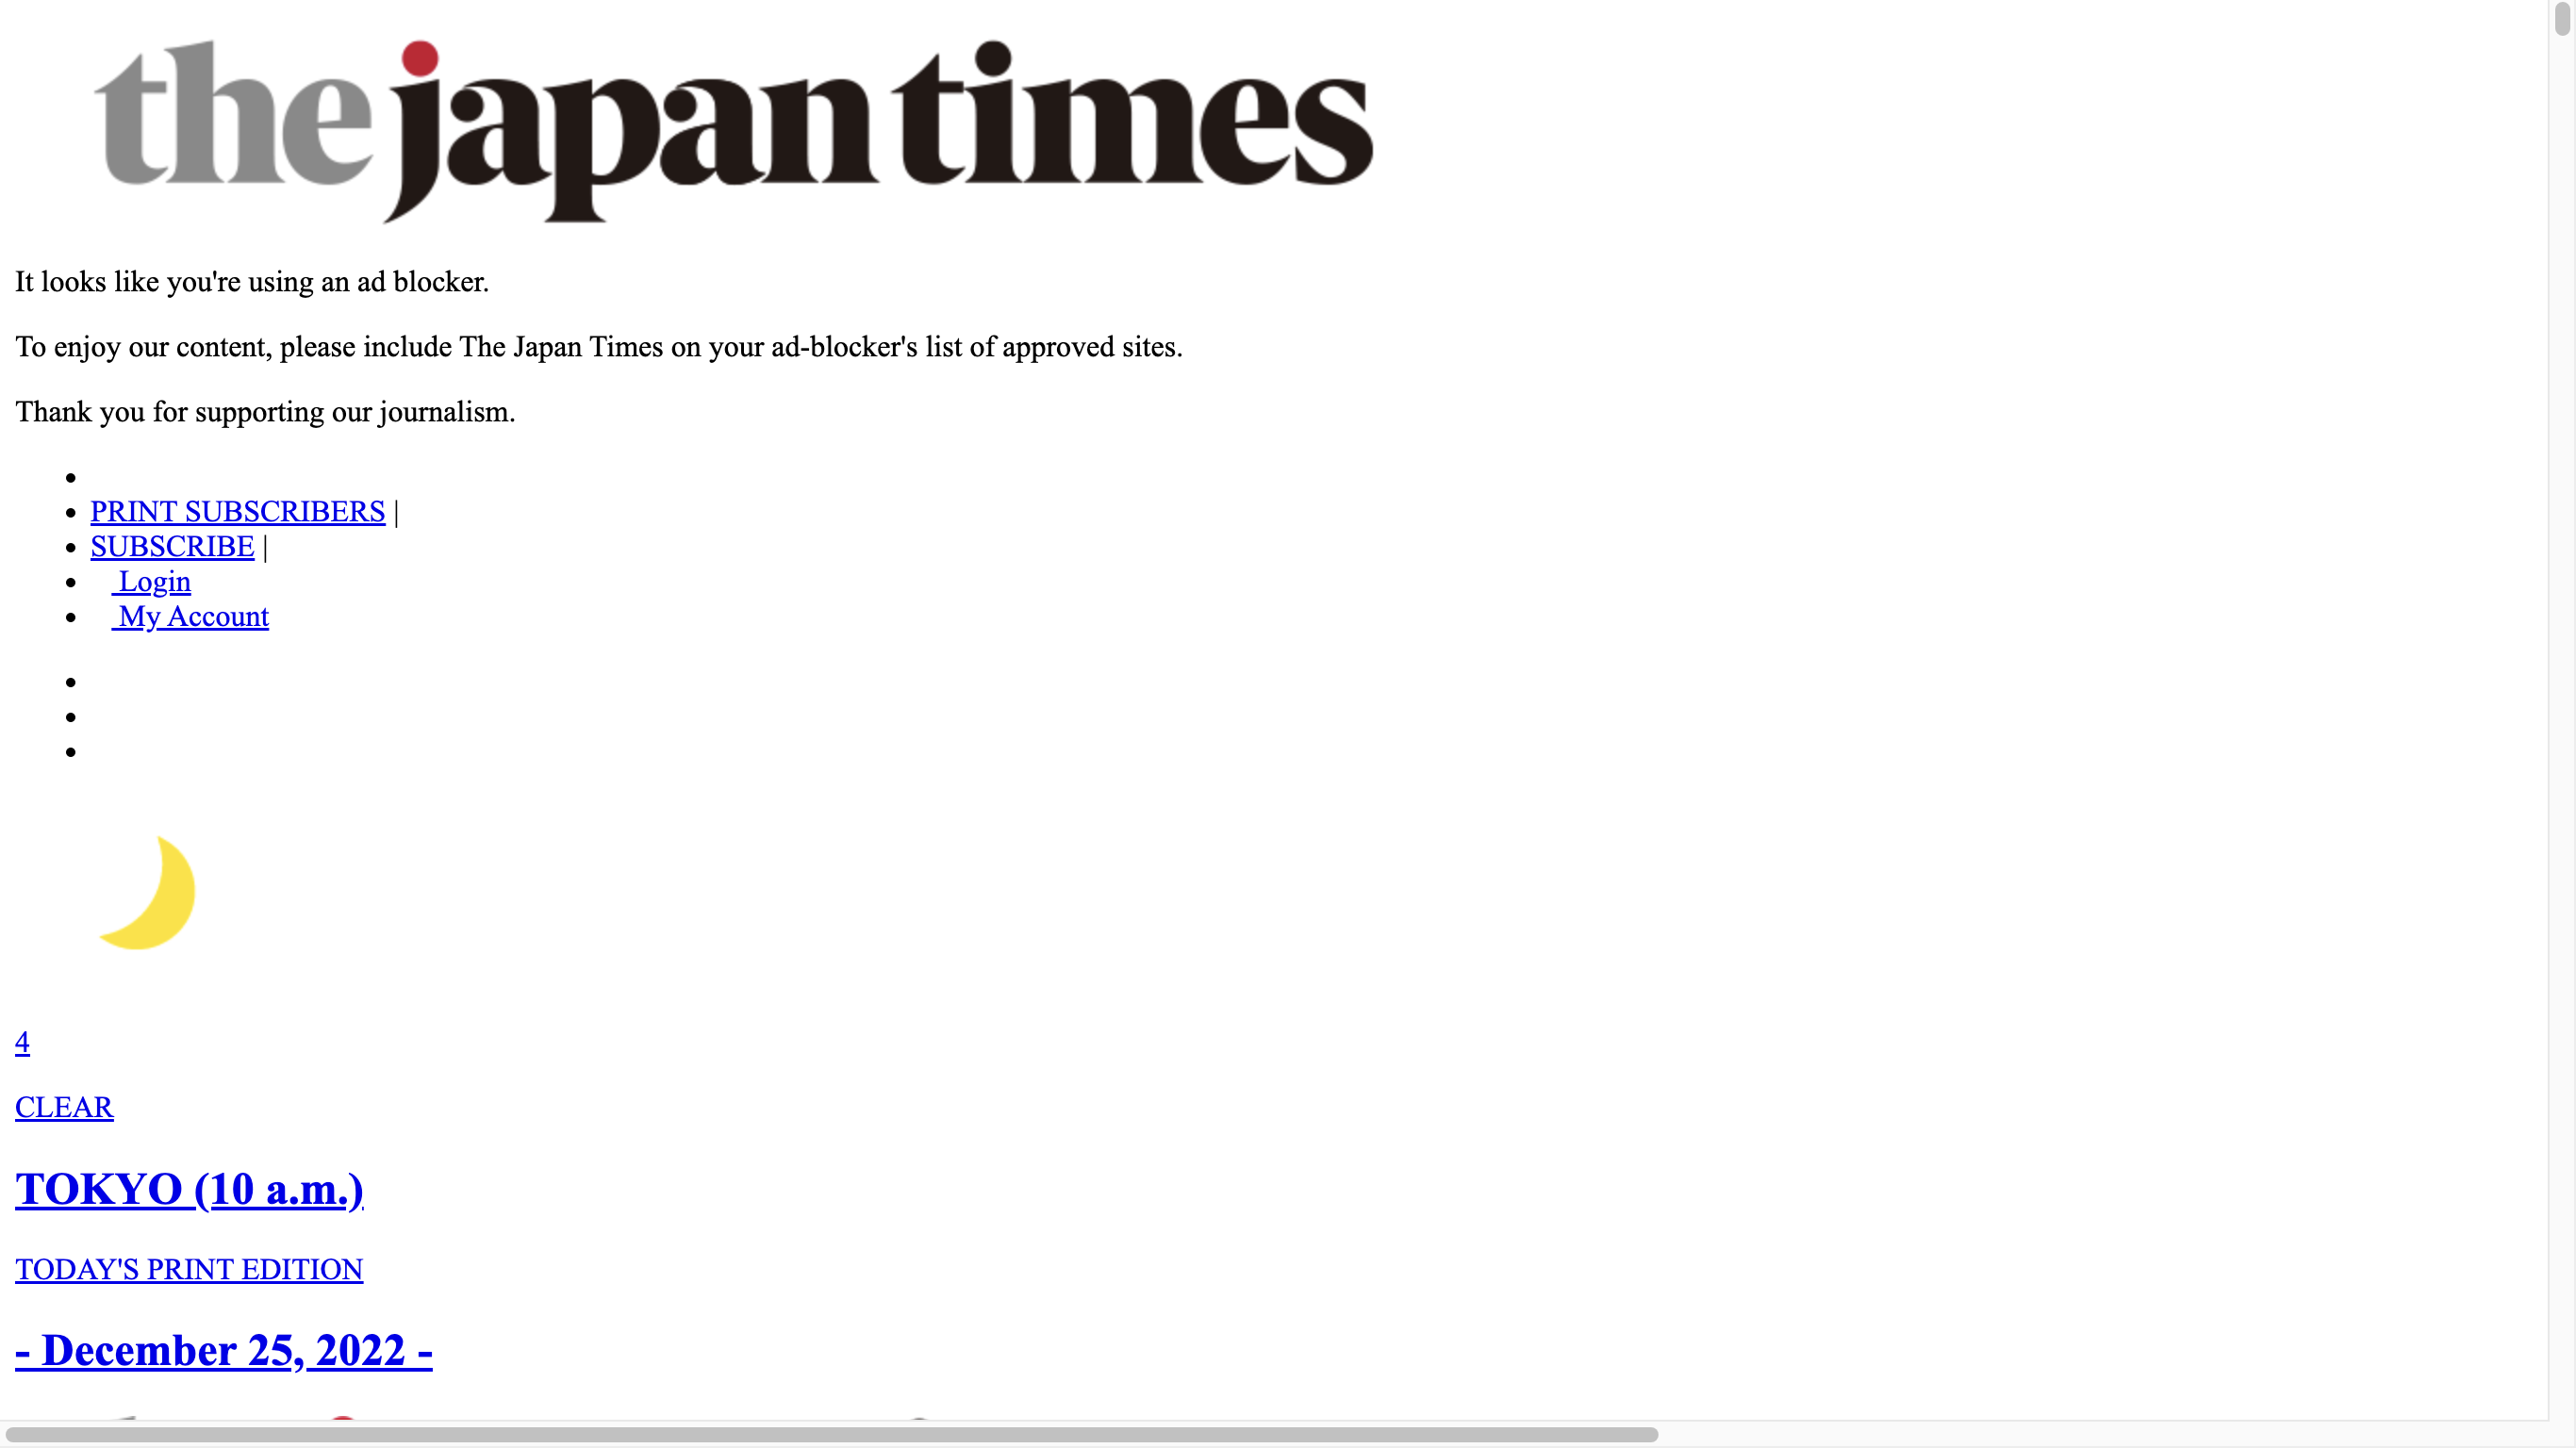 the japan times
It looks like you're using an ad blocker.
To enjoy our content, please include The Japan Times on your ad-blocker's list of approved sites.
Thank you for supporting our journalism.
PRINT SUBSCRIBERS |
SUBSCRIBE |
Login
My Account
4
CLEAR
TOKYO (10 a.m.)
TODAY'S PRINT EDITION
- December 25, 2022 -